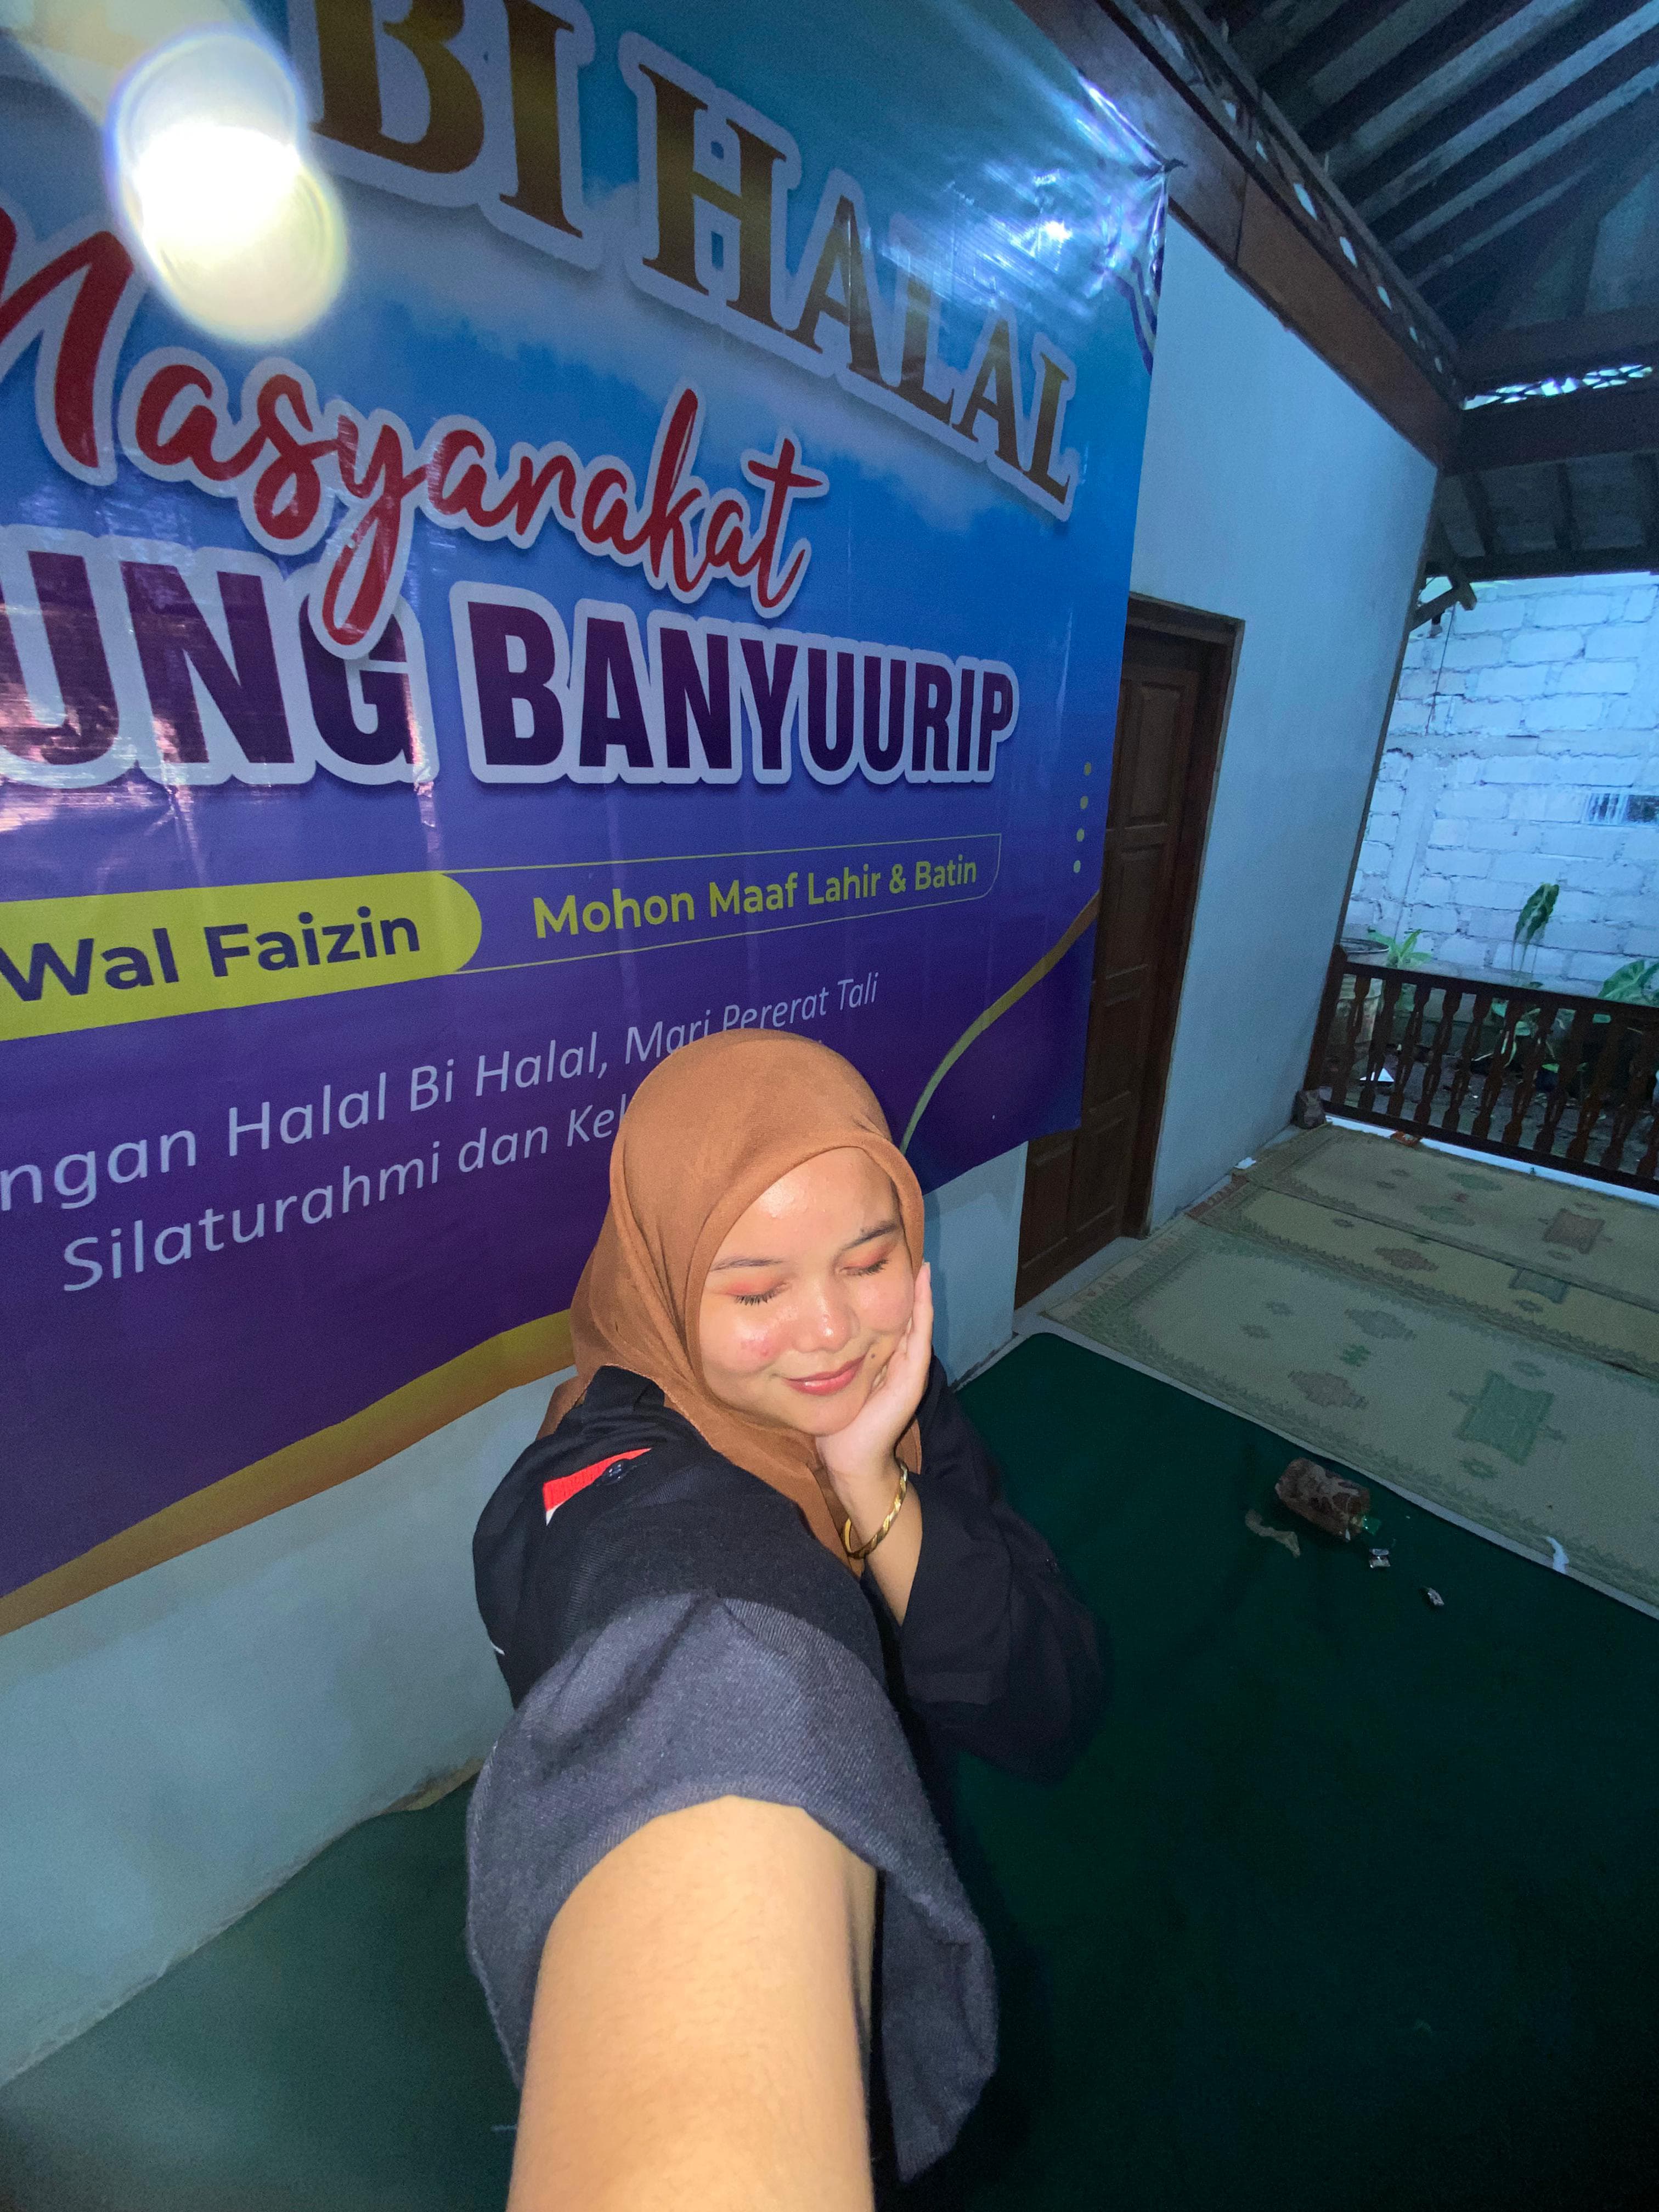 BI HALAL
Masyarakat
UNG BANYUURIP
Wal Faizin
Mohon Maaf Lahir & Batin
ngan Halal Bi Halal, Mari Pererat Tali
Silaturahmi dan Ke